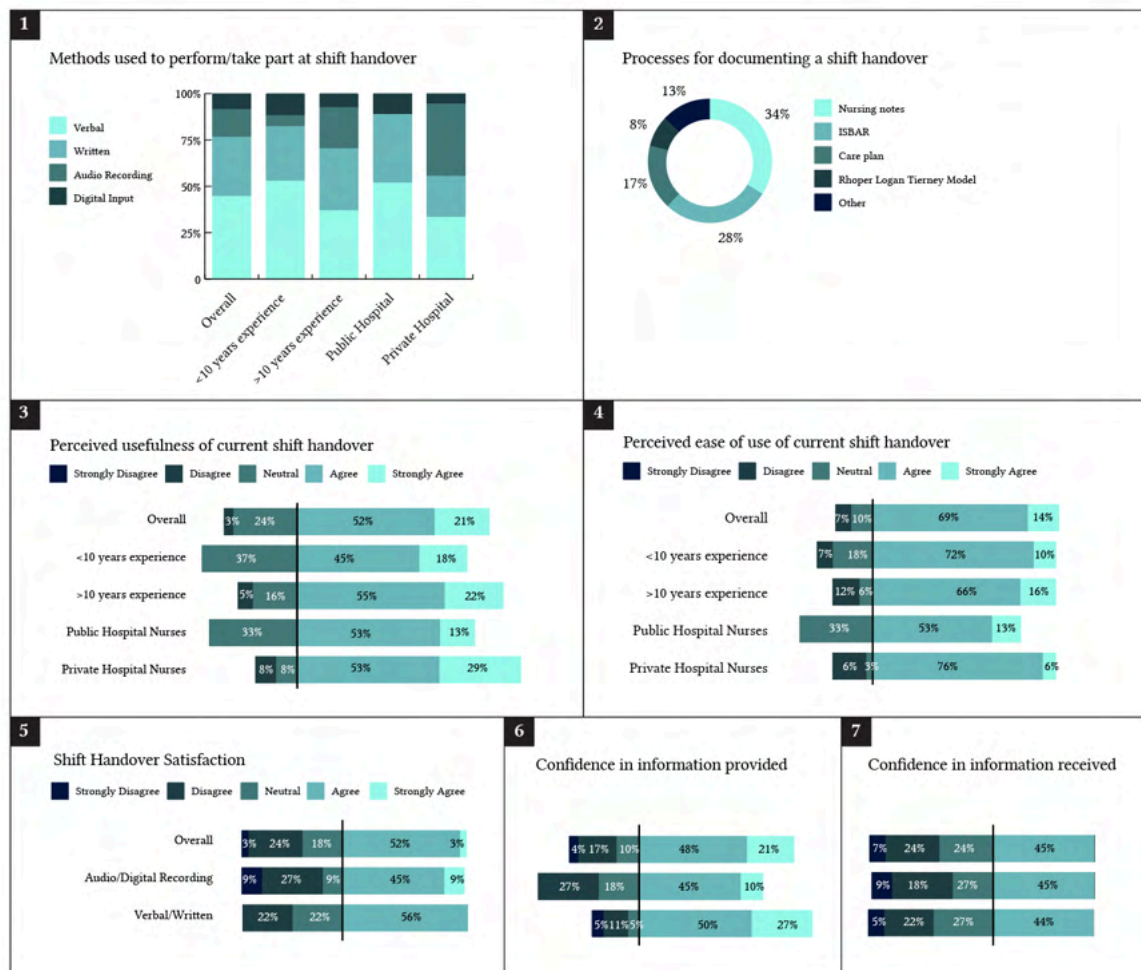 1
Methods used to perform/take part at shift handover
Verbal
Written
Audio Recording
Digital Input
100%
75%
50%
25%
0
Overall
<10 years experience
>10 years experience
Public Hospital
Private Hospital
2
Processes for documenting a shift handover
13%
34%
8%
17%
28%
Nursing notes
ISBAR
Care plan
Rhoper Logan Tierney Model
Other
3
Perceived usefulness of current shift handover
Strongly Disagree Disagree Neutral Agree Strongly Agree
Overall 3% 24% 52% 21%
<10 years experience 37% 45% 18%
>10 years experience 5% 16% 55% 22%
Public Hospital Nurses 33% 53% 13%
Private Hospital Nurses 8% 8% 53% 29%
4
Perceived ease of use of current shift handover
Strongly Disagree Disagree Neutral Agree Strongly Agree
Overall 7% 10% 69% 14%
<10 years experience 7% 18% 72% 10%
>10 years experience 12% 6% 66% 16%
Public Hospital Nurses 33% 53% 13%
Private Hospital Nurses 6% 3% 76% 6%
5
Shift Handover Satisfaction
Strongly Disagree Disagree Neutral Agree Strongly Agree
Overall 3% 24% 18% 52% 3%
Audio/Digital Recording 9% 27% 9% 45% 9%
Verbal/Written 22% 22% 56%
6
Confidence in information provided
4% 17% 10% 48% 21%
27% 18% 45% 10%
5% 11% 5% 50% 27%
7
Confidence in information received
7% 24% 24% 45%
9% 18% 27% 45%
5% 22% 27% 44%